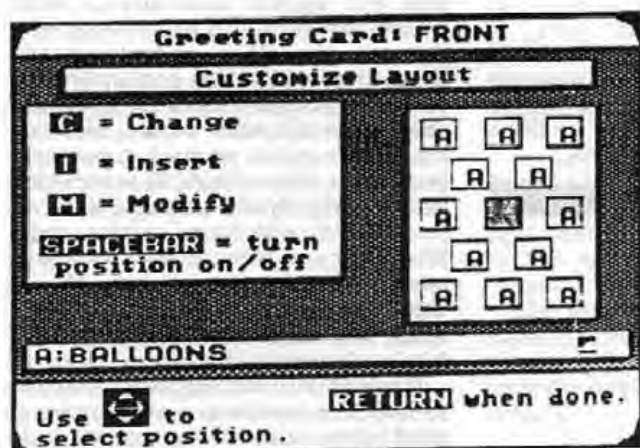 Greeting Card: FRONT
Customize Layout
C = Change
I = Insert
M = Modify
SPACEBAR = turn
position on/off
A A A
A A
A A
A A
A A A
A:BALLOONS
Use to
select position.
RETURN when done.